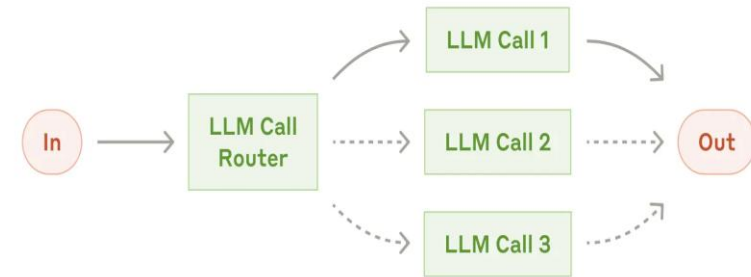 In
LLM Call
Router
LLM Call 1
LLM Call 2
LLM Call 3
Out